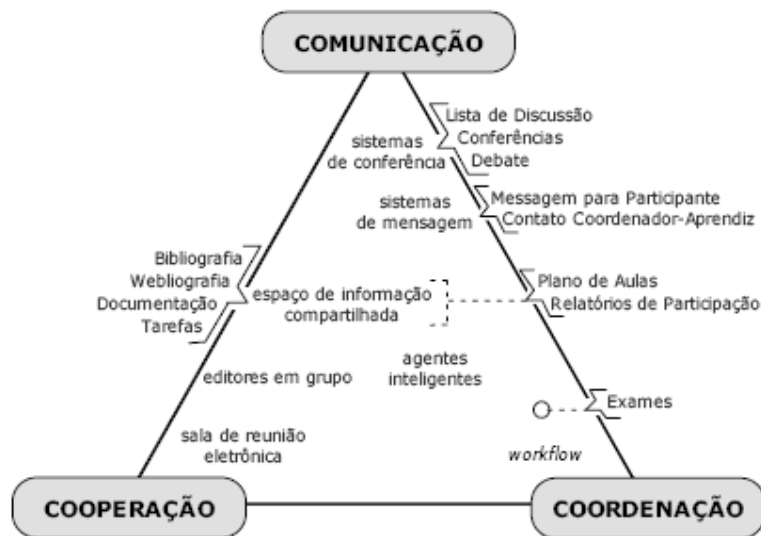 COMUNICAÇÃO
Lista de Discussão
Conferências
Debate
sistemas
de conferência
Messagem para Participante
Contato Coordenador-Aprendiz
sistemas
de mensagem
Bibliografia
Webliografia
Documentação
Tarefas
espaço de informação
compartilhada
Plano de Aulas
Relatórios de Participação
agentes
inteligentes
editores em grupo
Exames
sala de reunião
eletrônica
workflow
COOPERAÇÃO
COORDENAÇÃO